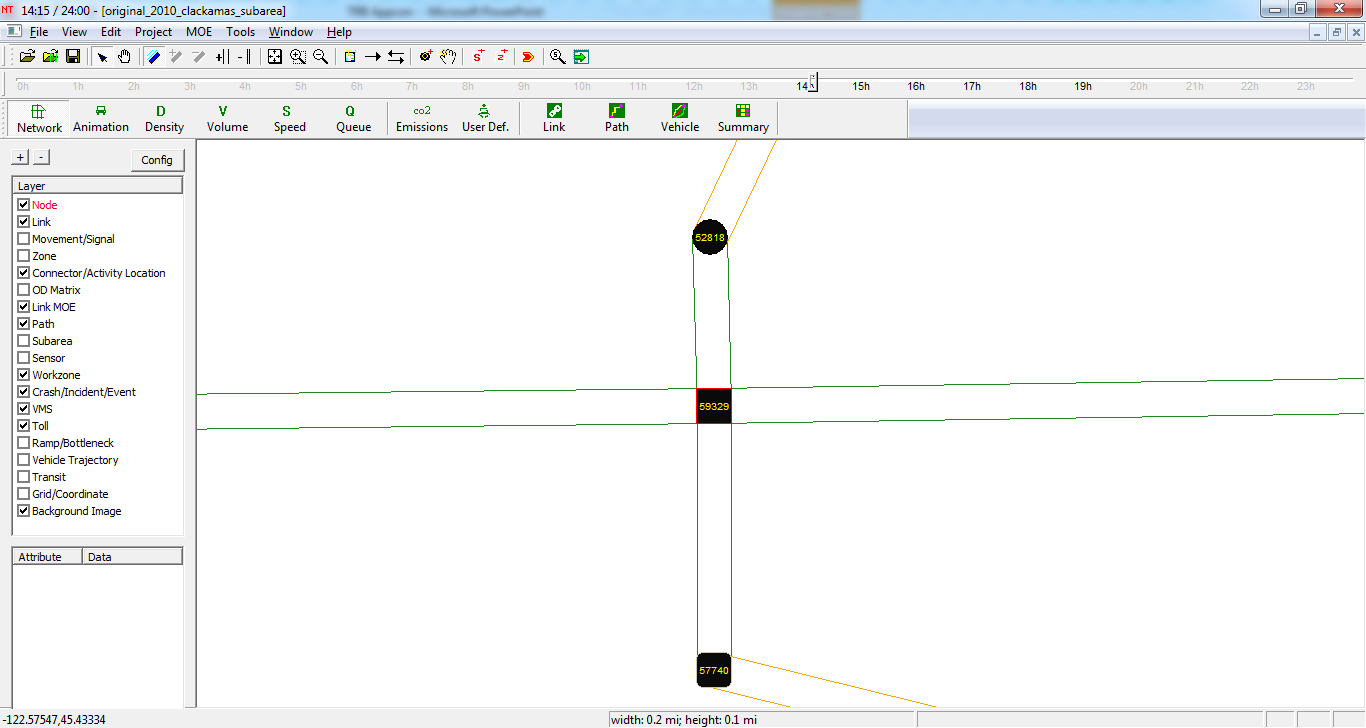 NT 14:15 / 24:00 - [original_2010_clackamas_subarea]
File View Edit Project MOE Tools Window Help
0h 1h 2h 3h 4h 5h 6h 7h 8h 9h 10h 11h 12h 13h 14 15h 16h 17h 18h 19h 20h 21h 22h 23h
D V S Q co2
Network Animation Density Volume Speed Queue Emissions User Def. Link Path Vehicle Summary
+ - Config
Layer
Node
Link
Movement/Signal
Zone
Connector/Activity Location
OD Matrix
Link MOE
Path
Subarea
Sensor
Workzone
Crash/Incident/Event
VMS
Toll
Ramp/Bottleneck
Vehicle Trajectory
Transit
Grid/Coordinate
Background Image
Attribute Data
52818
59329
57740
-122.57547,45.43334 width: 0.2 mi; height: 0.1 mi